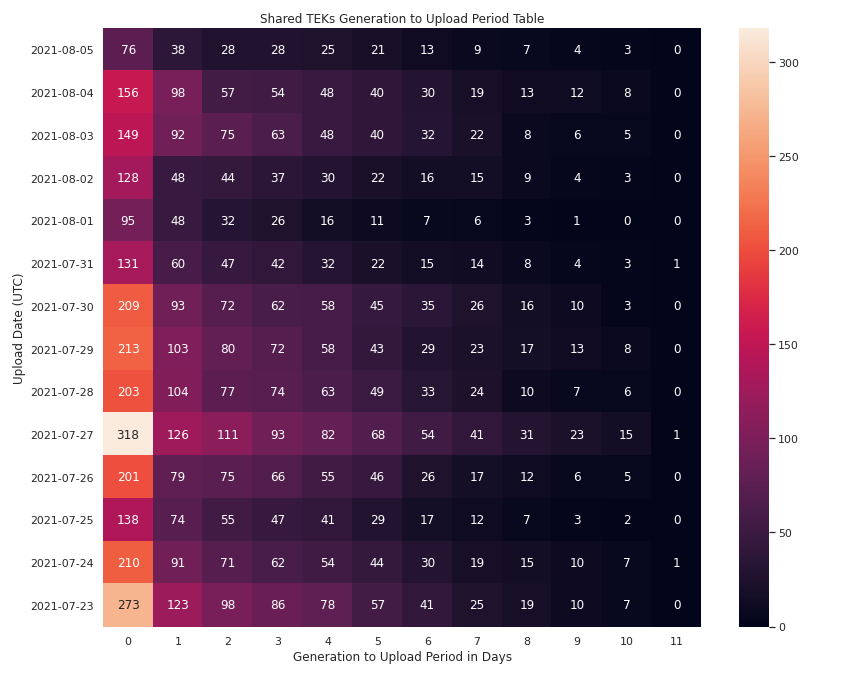 Shared TEKs Generation to Upload Period Table
Upload Date (UTC)
2021-08-05 76 38 28 28 25 21 13 9 7 4 3 0
2021-08-04 156 98 57 54 48 40 30 19 13 12 8 0
2021-08-03 149 92 75 63 48 40 32 22 8 6 5 0
2021-08-02 128 48 44 37 30 22 16 15 9 4 3 0
2021-08-01 95 48 32 26 16 11 7 6 3 1 0 0
2021-07-31 131 60 47 42 32 22 15 14 8 4 3 1
2021-07-30 209 93 72 62 58 45 35 26 16 10 3 0
2021-07-29 213 103 80 72 58 43 29 23 17 13 8 0
2021-07-28 203 104 77 74 63 49 33 24 10 7 6 0
2021-07-27 318 126 111 93 82 68 54 41 31 23 15 1
2021-07-26 201 79 75 66 55 46 26 17 12 6 5 0
2021-07-25 138 74 55 47 41 29 17 12 7 3 2 0
2021-07-24 210 91 71 62 54 44 30 19 15 10 7 1
2021-07-23 273 123 98 86 78 57 41 25 19 10 7 0
0 1 2 3 4 5 6 7 8 9 10 11
Generation to Upload Period in Days
300
250
200
150
100
50
0